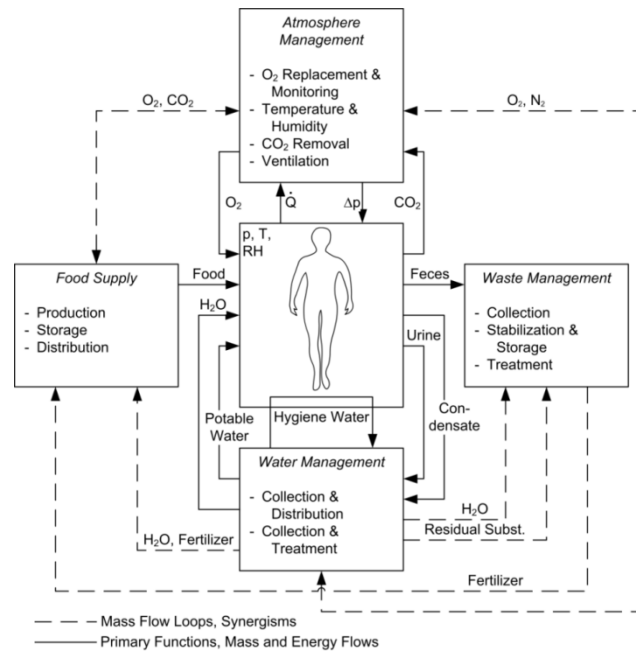 Atmosphere
Management
- O₂ Replacement &
Monitoring
- Temperature &
Humidity
- CO₂ Removal
- Ventilation
O₂, CO₂
O₂, N₂
O₂
Q̇
Δp
CO₂
p, T,
RH
Food Supply
- Production
- Storage
- Distribution
Food
H₂O
Feces
Urine
Waste Management
- Collection
- Stabilization &
Storage
- Treatment
Potable
Water
Hygiene Water
Con-
densate
Water Management
- Collection &
Distribution
- Collection &
Treatment
H₂O, Fertilizer
H₂O
Residual Subst.
Fertilizer
Mass Flow Loops, Synergisms
Primary Functions, Mass and Energy Flows